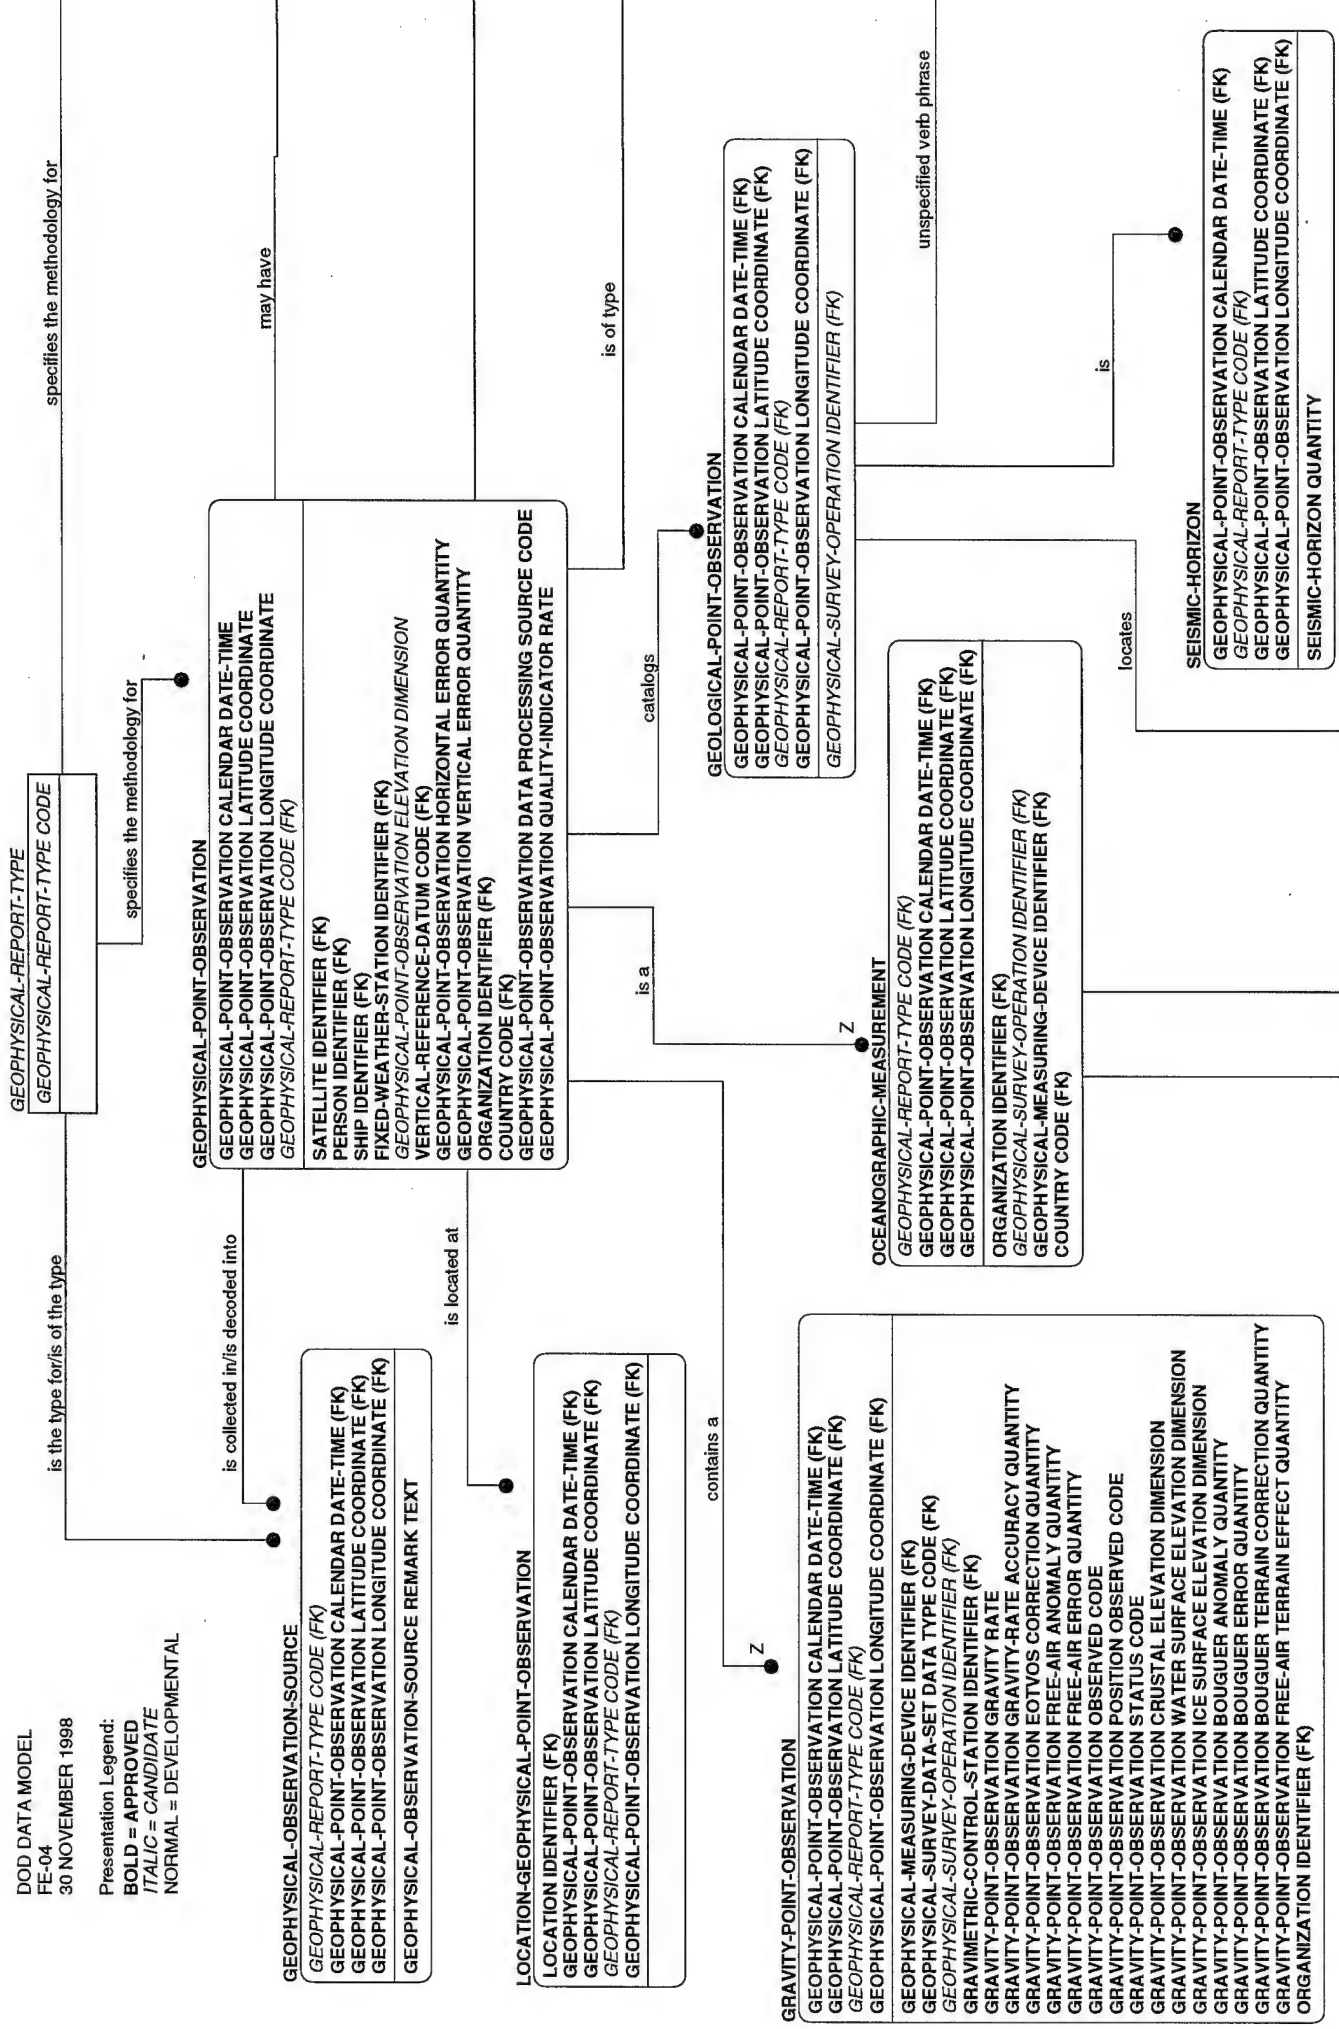 DOD DATA MODEL
FE-04
30 NOVEMBER 1998
Presentation Legend:
BOLD = APPROVED
ITALIC = CANDIDATE
NORMAL = DEVELOPMENTAL
GEOPHYSICAL-REPORT-TYPE
GEOPHYSICAL-REPORT-TYPE CODE
is the type for/is of the type
specifies the methodology for
specifies the methodology for
GEOPHYSICAL-OBSERVATION-SOURCE
GEOPHYSICAL-REPORT-TYPE CODE (FK)
GEOPHYSICAL-POINT-OBSERVATION CALENDAR DATE-TIME (FK)
GEOPHYSICAL-POINT-OBSERVATION LATITUDE COORDINATE (FK)
GEOPHYSICAL-POINT-OBSERVATION LONGITUDE COORDINATE (FK)
GEOPHYSICAL-OBSERVATION-SOURCE REMARK TEXT
is collected in/is decoded into
GEOPHYSICAL-POINT-OBSERVATION
GEOPHYSICAL-POINT-OBSERVATION CALENDAR DATE-TIME
GEOPHYSICAL-POINT-OBSERVATION LATITUDE COORDINATE
GEOPHYSICAL-POINT-OBSERVATION LONGITUDE COORDINATE
GEOPHYSICAL-REPORT-TYPE CODE (FK)
SATELLITE IDENTIFIER (FK)
PERSON IDENTIFIER (FK)
SHIP IDENTIFIER (FK)
FIXED-WEATHER-STATION IDENTIFIER (FK)
GEOPHYSICAL-POINT-OBSERVATION ELEVATION DIMENSION
VERTICAL-REFERENCE-DATUM CODE (FK)
GEOPHYSICAL-POINT-OBSERVATION HORIZONTAL ERROR QUANTITY
GEOPHYSICAL-POINT-OBSERVATION VERTICAL ERROR QUANTITY
ORGANIZATION IDENTIFIER (FK)
COUNTRY CODE (FK)
GEOPHYSICAL-POINT-OBSERVATION DATA PROCESSING SOURCE CODE
GEOPHYSICAL-POINT-OBSERVATION QUALITY-INDICATOR RATE
may have
is located at
is of type
LOCATION-GEOPHYSICAL-POINT-OBSERVATION
LOCATION IDENTIFIER (FK)
GEOPHYSICAL-POINT-OBSERVATION CALENDAR DATE-TIME (FK)
GEOPHYSICAL-POINT-OBSERVATION LATITUDE COORDINATE (FK)
GEOPHYSICAL-REPORT-TYPE CODE (FK)
GEOPHYSICAL-POINT-OBSERVATION LONGITUDE COORDINATE (FK)
contains a
is a
catalogs
Z
Z
GEOLOGICAL-POINT-OBSERVATION
GEOPHYSICAL-POINT-OBSERVATION CALENDAR DATE-TIME (FK)
GEOPHYSICAL-POINT-OBSERVATION LATITUDE COORDINATE (FK)
GEOPHYSICAL-REPORT-TYPE CODE (FK)
GEOPHYSICAL-POINT-OBSERVATION LONGITUDE COORDINATE (FK)
GEOPHYSICAL-SURVEY-OPERATION IDENTIFIER (FK)
unspecified verb phrase
GRAVITY-POINT-OBSERVATION
GEOPHYSICAL-POINT-OBSERVATION CALENDAR DATE-TIME (FK)
GEOPHYSICAL-POINT-OBSERVATION LATITUDE COORDINATE (FK)
GEOPHYSICAL-REPORT-TYPE CODE (FK)
GEOPHYSICAL-POINT-OBSERVATION LONGITUDE COORDINATE (FK)
GEOPHYSICAL-MEASURING-DEVICE IDENTIFIER (FK)
GEOPHYSICAL-SURVEY-DATA-SET DATA TYPE CODE (FK)
GEOPHYSICAL-SURVEY-OPERATION IDENTIFIER (FK)
GRAVIMETRIC-CONTROL-STATION IDENTIFIER (FK)
GRAVITY-POINT-OBSERVATION GRAVITY RATE
GRAVITY-POINT-OBSERVATION GRAVITY-RATE ACCURACY QUANTITY
GRAVITY-POINT-OBSERVATION EOTVOS CORRECTION QUANTITY
GRAVITY-POINT-OBSERVATION FREE-AIR ANOMALY QUANTITY
GRAVITY-POINT-OBSERVATION FREE-AIR ERROR QUANTITY
GRAVITY-POINT-OBSERVATION OBSERVED CODE
GRAVITY-POINT-OBSERVATION POSITION OBSERVED CODE
GRAVITY-POINT-OBSERVATION STATUS CODE
GRAVITY-POINT-OBSERVATION CRUSTAL ELEVATION DIMENSION
GRAVITY-POINT-OBSERVATION WATER SURFACE ELEVATION DIMENSION
GRAVITY-POINT-OBSERVATION ICE SURFACE ELEVATION DIMENSION
GRAVITY-POINT-OBSERVATION BOUGUER ANOMALY QUANTITY
GRAVITY-POINT-OBSERVATION BOUGUER ERROR QUANTITY
GRAVITY-POINT-OBSERVATION BOUGUER TERRAIN CORRECTION QUANTITY
GRAVITY-POINT-OBSERVATION FREE-AIR TERRAIN EFFECT QUANTITY
ORGANIZATION IDENTIFIER (FK)
OCEANOGRAPHIC-MEASUREMENT
GEOPHYSICAL-REPORT-TYPE CODE (FK)
GEOPHYSICAL-POINT-OBSERVATION CALENDAR DATE-TIME (FK)
GEOPHYSICAL-POINT-OBSERVATION LATITUDE COORDINATE (FK)
GEOPHYSICAL-POINT-OBSERVATION LONGITUDE COORDINATE (FK)
ORGANIZATION IDENTIFIER (FK)
GEOPHYSICAL-SURVEY-OPERATION IDENTIFIER (FK)
GEOPHYSICAL-MEASURING-DEVICE IDENTIFIER (FK)
COUNTRY CODE (FK)
locates
is
SEISMIC-HORIZON
GEOPHYSICAL-POINT-OBSERVATION CALENDAR DATE-TIME (FK)
GEOPHYSICAL-REPORT-TYPE CODE (FK)
GEOPHYSICAL-POINT-OBSERVATION LATITUDE COORDINATE (FK)
GEOPHYSICAL-POINT-OBSERVATION LONGITUDE COORDINATE (FK)
SEISMIC-HORIZON QUANTITY